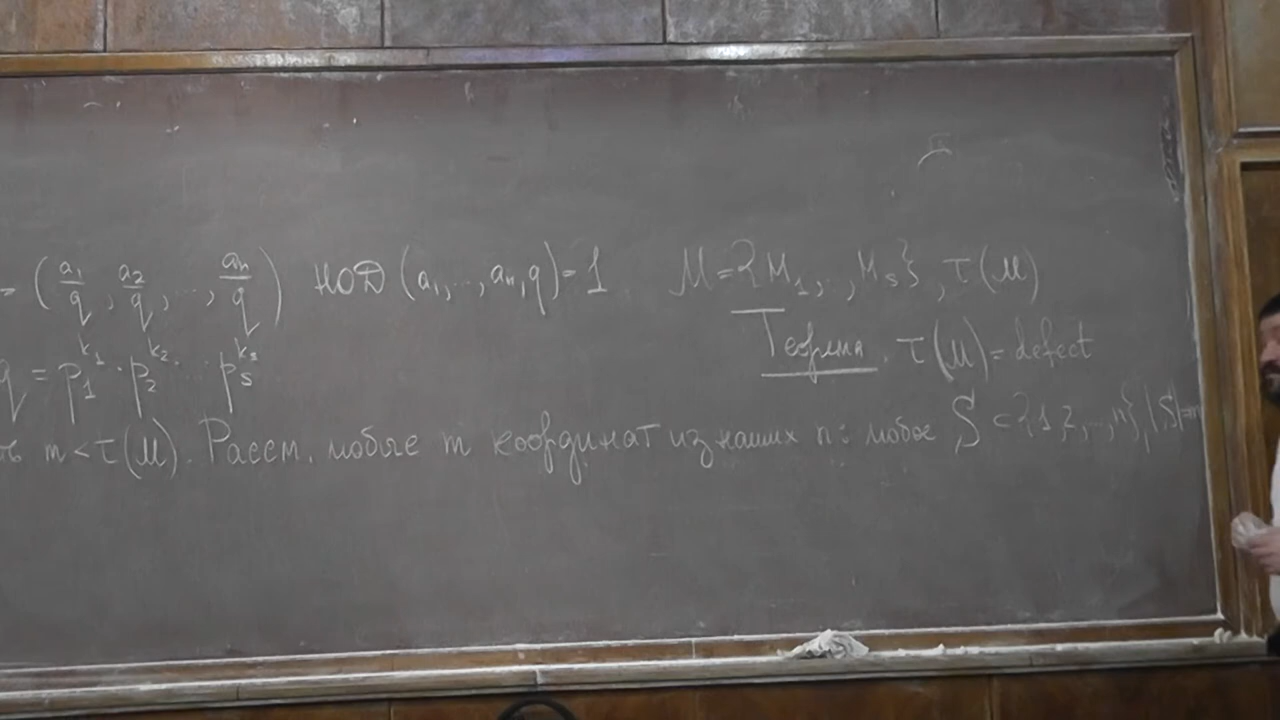 = (a₁/q, a₂/q, ..., aₙ/q) НОД (a₁, ..., aₙ, q) = 1 M = {M₁, .., Mₛ}, τ(M)
Теорема. τ(M) = defect
q = p₁^k₁ · p₂^k₂ · ... pₛ^kₛ
m < τ(M). Рассм. любые m координат из наших n: любое S ⊂ {1, 2, ..., n}, |S| = m